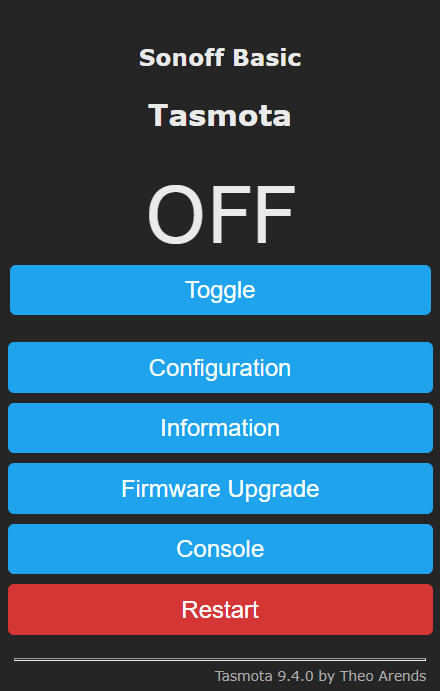 Sonoff Basic
Tasmota
OFF
Toggle
Configuration
Information
Firmware Upgrade
Console
Restart
Tasmota 9.4.0 by Theo Arends